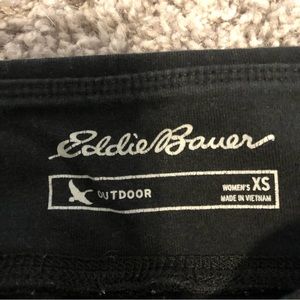 Eddie Bauer
OUTDOOR
WOMEN'S XS
MADE IN VIETNAM